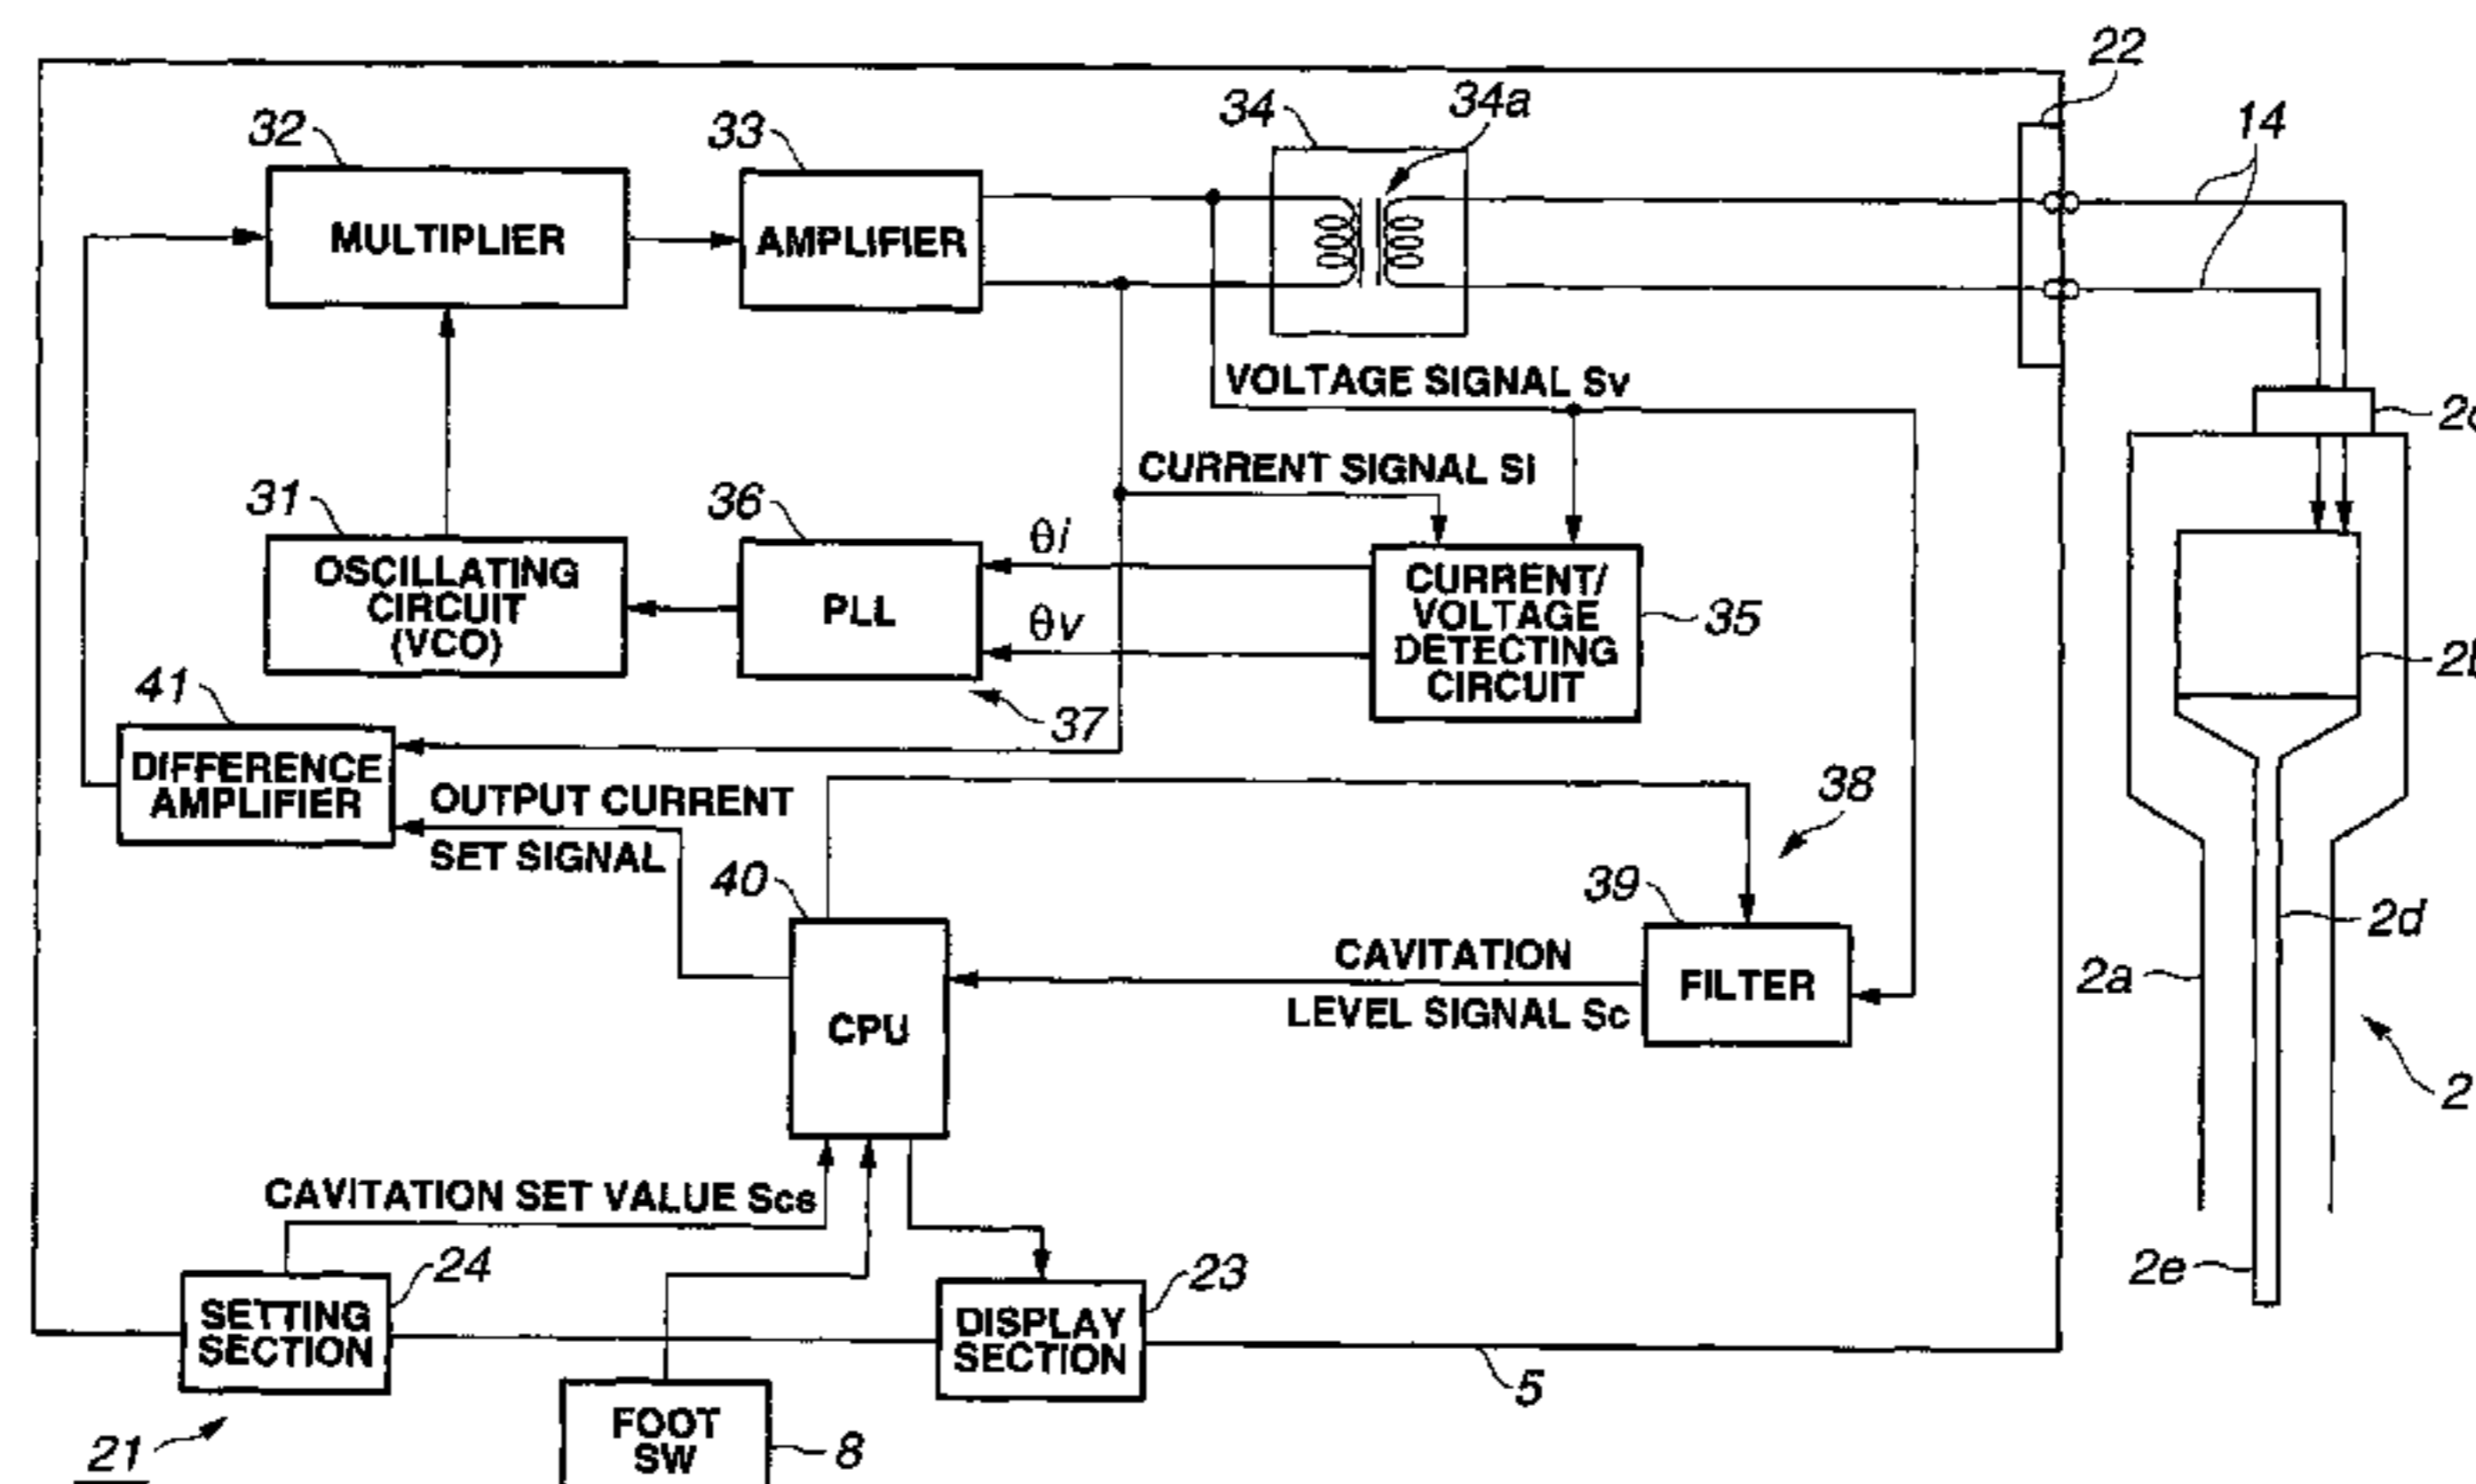 22
32
33
34
34a
14
MULTIPLIER
AMPLIFIER
VOLTAGE SIGNAL Sv
CURRENT SIGNAL Si
31
36
θi
θv
OSCILLATING
CIRCUIT
(VCO)
PLL
CURRENT/
VOLTAGE
DETECTING
CIRCUIT
35
37
41
DIFFERENCE
AMPLIFIER
OUTPUT CURRENT
SET SIGNAL
38
40
39
CPU
CAVITATION
LEVEL SIGNAL Sc
FILTER
2d
2a
2
2e
CAVITATION SET VALUE Scs
24
23
SETTING
SECTION
DISPLAY
SECTION
5
21
FOOT
SW
8